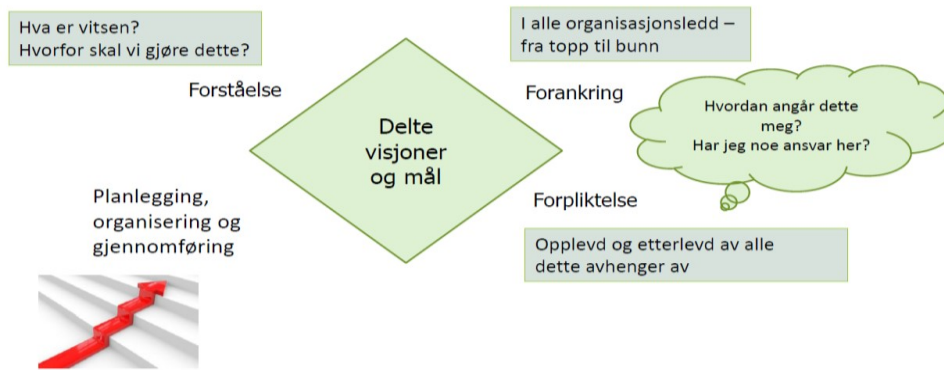 Hva er vitsen?
Hvorfor skal vi gjøre dette?
I alle organisasjonsledd –
fra topp til bunn
Forståelse
Forankring
Hvordan angår dette
meg?
Har jeg noe ansvar her?
Delte
visjoner
og mål
Planlegging,
organisering og
gjennomføring
Forpliktelse
Opplevd og etterlevd av alle
dette avhenger av